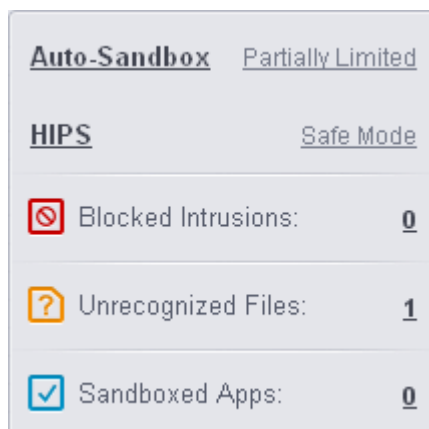 Auto-Sandbox Partially Limited
HIPS Safe Mode
Blocked Intrusions: 0
Unrecognized Files: 1
Sandboxed Apps: 0